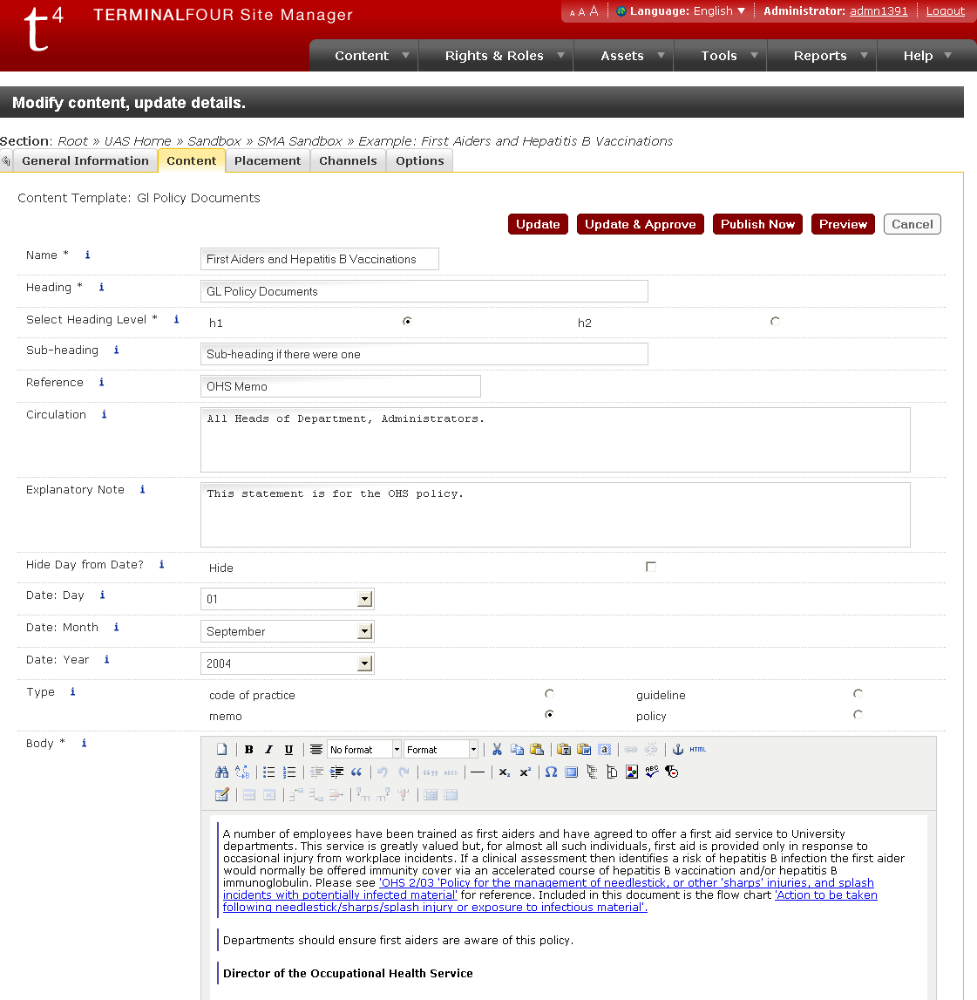 t4 TERMINALFOUR Site Manager
A A A Language: English Administrator: admn1391 Logout
Content Rights & Roles Assets Tools Reports Help
Modify content, update details.
Section: Root » UAS Home » Sandbox » SMA Sandbox » Example: First Aiders and Hepatitis B Vaccinations
General Information Content Placement Channels Options
Content Template: Gl Policy Documents
Update Update & Approve Publish Now Preview Cancel
Name * i First Aiders and Hepatitis B Vaccinations
Heading * i GL Policy Documents
Select Heading Level * i h1 h2
Sub-heading i Sub-heading if there were one
Reference i OHS Memo
Circulation i All Heads of Department, Administrators.
Explanatory Note i This statement is for the OHS policy.
Hide Day from Date? i Hide
Date: Day i 01
Date: Month i September
Date: Year i 2004
Type i code of practice guideline
memo policy
Body * i
B I U No format Format HTML
A number of employees have been trained as first aiders and have agreed to offer a first aid service to University
departments. This service is greatly valued but, for almost all such individuals, first aid is provided only in response to
occasional injury from workplace incidents. If a clinical assessment then identifies a risk of hepatitis B infection the first aider
would normally be offered immunity cover via an accelerated course of hepatitis B vaccination and/or hepatitis B
immunoglobulin. Please see 'OHS 2/03 'Policy for the management of needlestick, or other 'sharps' injuries, and splash
incidents with potentially infected material' for reference. Included in this document is the flow chart 'Action to be taken
following needlestick/sharps/splash injury or exposure to infectious material'.
Departments should ensure first aiders are aware of this policy.
Director of the Occupational Health Service